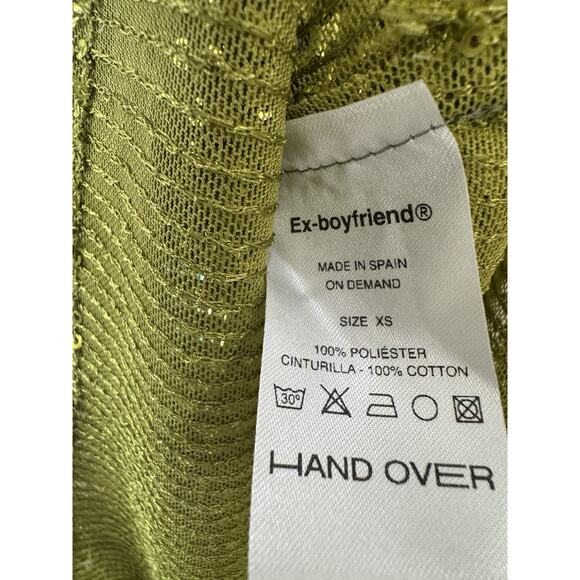 Ex-boyfriend®
MADE IN SPAIN
ON DEMAND
SIZE XS
100% POLIÉSTER
CINTURILLA - 100% COTTON
30°
HAND OVER